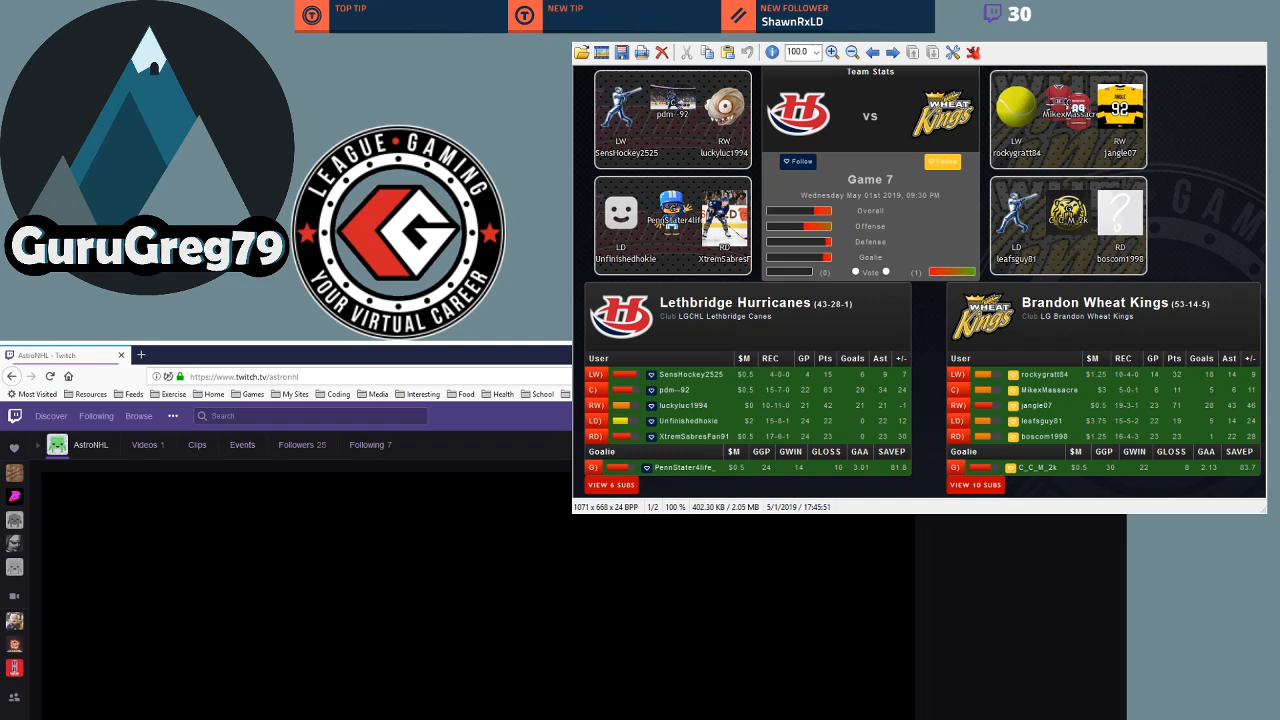 TOP TIP
NEW TIP
NEW FOLLOWER
ShawnRxLD
30
GuruGreg79
LEAGUE • GAMING
YOUR VIRTUAL CAREER
100.0
LW
SensHockey2525
pdm--92
RW
luckyluc1994
LD
Unfinishedhokie
PennStater4life_
RD
XtremSabresF
Team Stats
VS
WHEAT Kings
Follow
Follow
Game 7
Wednesday May 01st 2019, 09:30 PM
Overall
Offense
Defense
Goalie
(0) Vote (1)
LW
rockygratt84
MikexMassacr
ANGLE
92
RW
jangle07
LD
leafsguy81
C_C_M_2k
?
RD
boscom1998
Lethbridge Hurricanes (43-28-1)
Club LGCHL Lethbridge Canes
User $M REC GP Pts Goals Ast +/-
LW) SensHockey2525 $0.5 4-0-0 4 15 6 9 7
C) pdm--92 $0.5 15-7-0 22 63 29 34 24
RW) luckyluc1994 $0 10-11-0 21 42 21 21 -1
LD) Unfinishedhokie $2 15-8-1 24 22 0 22 12
RD) XtremSabresFan91 $0.5 17-6-1 24 23 0 23 30
Goalie $M GGP GWIN GLOSS GAA SAVEP
G) PennStater4life_ $0.5 24 14 10 3.01 81.8
VIEW 6 SUBS
WHEAT Kings
Brandon Wheat Kings (53-14-5)
Club LG Brandon Wheat Kings
User $M REC GP Pts Goals Ast +/-
LW) rockygratt84 $1.25 10-4-0 14 32 18 14 9
C) MikexMassacre $3 5-0-1 6 11 5 6 11
RW) jangle07 $0.5 19-3-1 23 71 28 43 46
LD) leafsguy81 $3.75 15-5-2 22 19 5 14 24
RD) boscom1998 $1.25 16-4-3 23 23 1 22 28
Goalie $M GGP GWIN GLOSS GAA SAVEP
G) C_C_M_2k $0.5 30 22 8 2.13 83.7
VIEW 10 SUBS
1071 x 668 x 24 BPP 1/2 100 % 402.30 KB / 2.05 MB 5/1/2019 / 17:45:51
AstroNHL - Twitch
https://www.twitch.tv/astronhl
Most Visited Resources Feeds Exercise Home Games My Sites Coding Media Interesting Food Health School
Discover Following Browse ••• Search
AstroNHL Videos 1 Clips Events Followers 25 Following 7